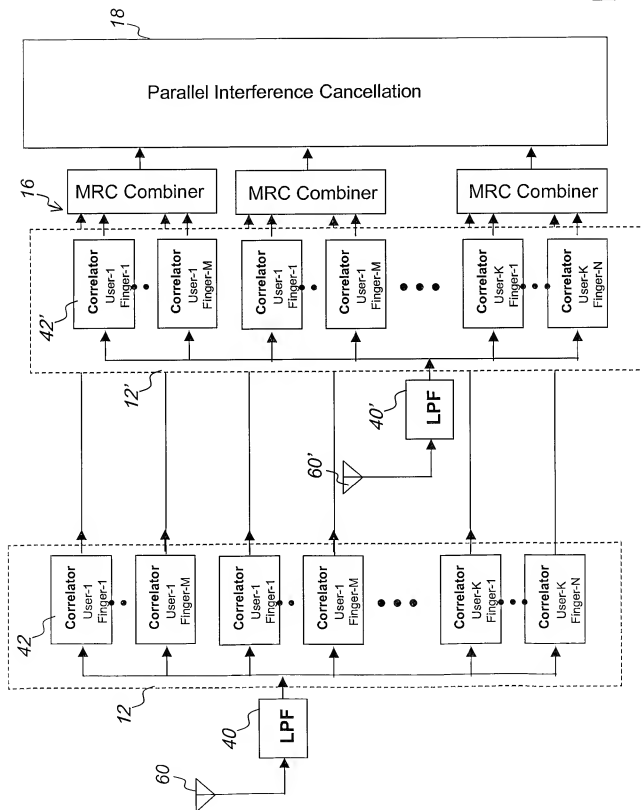 18
Parallel Interference Cancellation
16
MRC Combiner
MRC Combiner
MRC Combiner
42'
Correlator
User-1
Finger-1
Correlator
User-1
Finger-M
Correlator
User-1
Finger-1
Correlator
User-1
Finger-M
Correlator
User-K
Finger-1
Correlator
User-K
Finger-N
12'
40'
LPF
60'
42
Correlator
User-1
Finger-1
Correlator
User-1
Finger-M
Correlator
User-1
Finger-1
Correlator
User-1
Finger-M
Correlator
User-K
Finger-1
Correlator
User-K
Finger-N
12
40
LPF
60